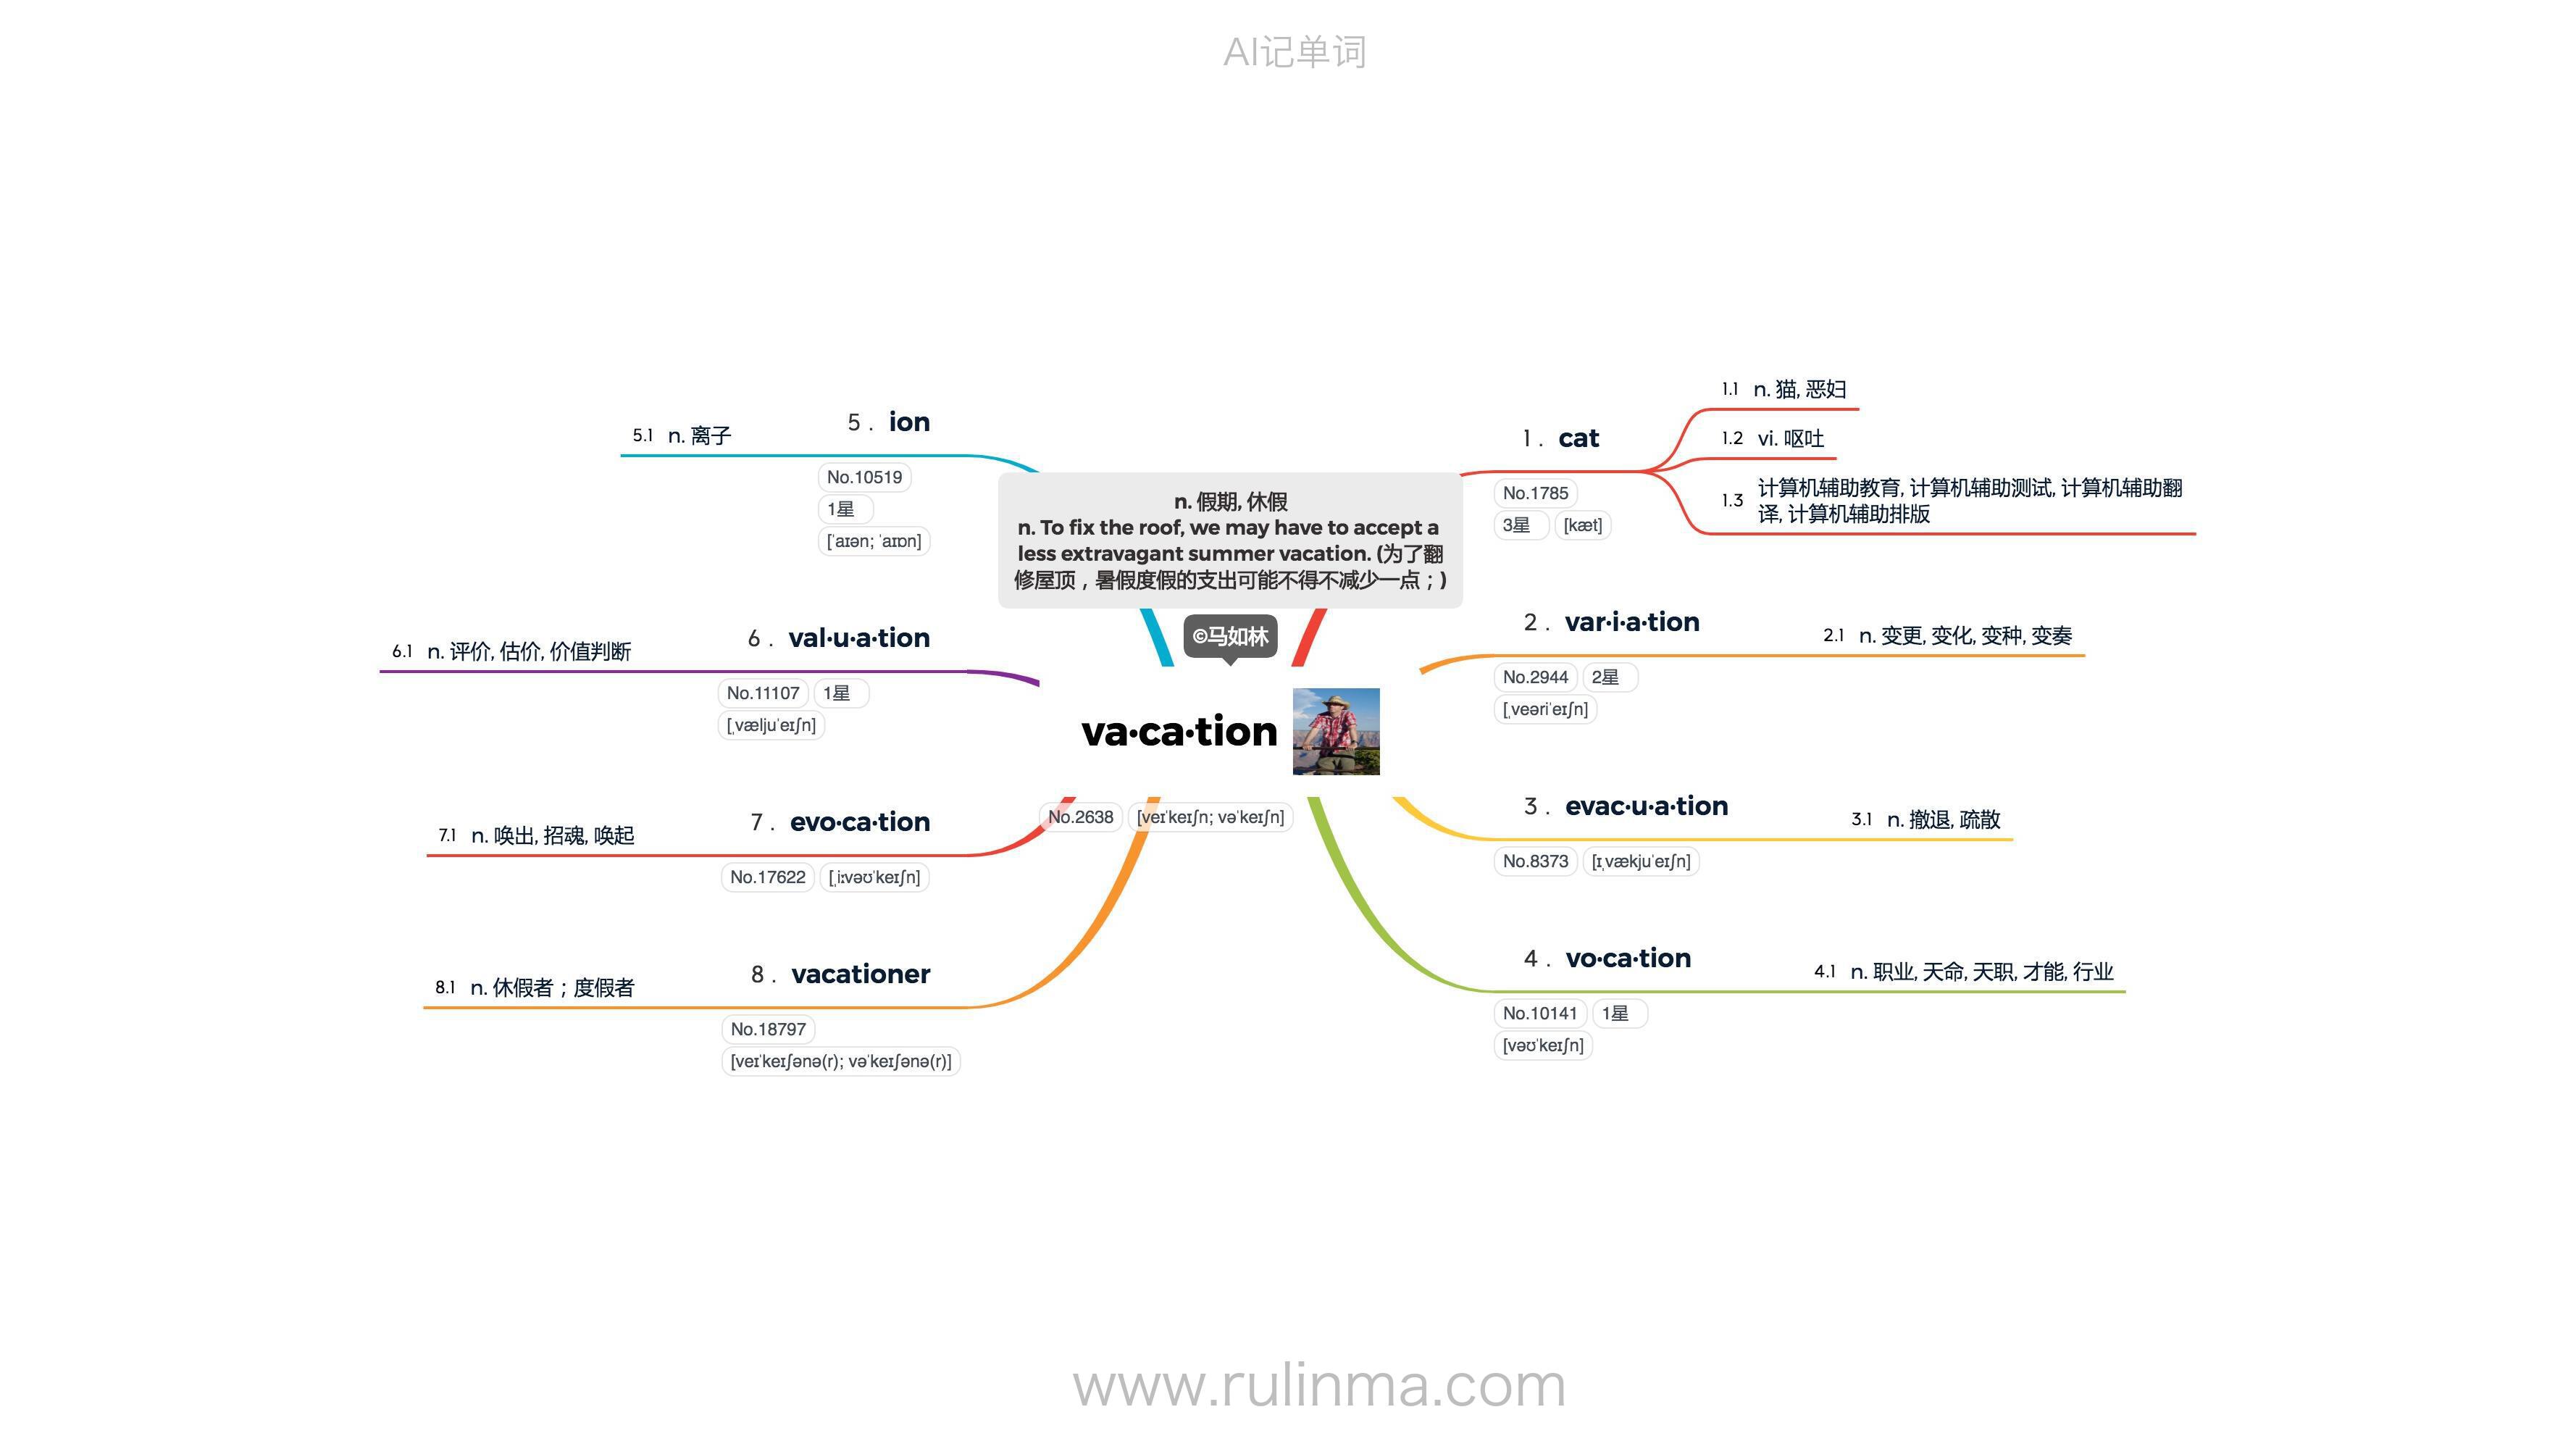 AI记单词
n. 假期, 休假
n. To fix the roof, we may have to accept a
less extravagant summer vacation. (为了翻
修屋顶，暑假度假的支出可能不得不减少一点；)
©马如林
va·ca·tion
No.2638 [veɪˈkeɪʃn; vəˈkeɪʃn]
1 . cat
No.1785
3星 [kæt]
1.1 n. 猫, 恶妇
1.2 vi. 呕吐
1.3 计算机辅助教育, 计算机辅助测试, 计算机辅助翻
译, 计算机辅助排版
2 . var·i·a·tion
No.2944 2星
[ˌveəriˈeɪʃn]
2.1 n. 变更, 变化, 变种, 变奏
3 . evac·u·a·tion
No.8373 [ɪˌvækjuˈeɪʃn]
3.1 n. 撤退, 疏散
4 . vo·ca·tion
No.10141 1星
[vəʊˈkeɪʃn]
4.1 n. 职业, 天命, 天职, 才能, 行业
5 . ion
No.10519
1星
[ˈaɪən; ˈaɪɒn]
5.1 n. 离子
6 . val·u·a·tion
No.11107 1星
[ˌvæljuˈeɪʃn]
6.1 n. 评价, 估价, 价值判断
7 . evo·ca·tion
No.17622 [ˌiːvəʊˈkeɪʃn]
7.1 n. 唤出, 招魂, 唤起
8 . vacationer
No.18797
[veɪˈkeɪʃənə(r); vəˈkeɪʃənə(r)]
8.1 n. 休假者；度假者
www.rulinma.com